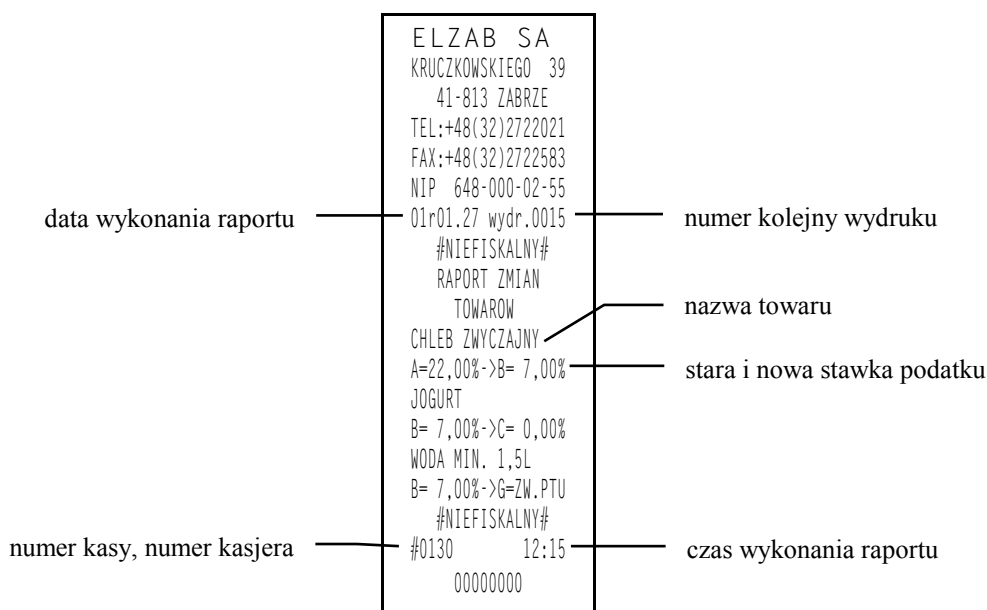 ELZAB SA
KRUCZKOWSKIEGO 39
41-813 ZABRZE
TEL:+48(32)2722021
FAX:+48(32)2722583
NIP 648-000-02-55
data wykonania raportu
01r01.27 wydr.0015
numer kolejny wydruku
#NIEFISKALNY#
RAPORT ZMIAN
TOWAROW
nazwa towaru
CHLEB ZWYCZAJNY
A=22,00%->B= 7,00%
stara i nowa stawka podatku
JOGURT
B= 7,00%->C= 0,00%
WODA MIN. 1,5L
B= 7,00%->G=ZW.PTU
#NIEFISKALNY#
numer kasy, numer kasjera
#0130 12:15
czas wykonania raportu
00000000